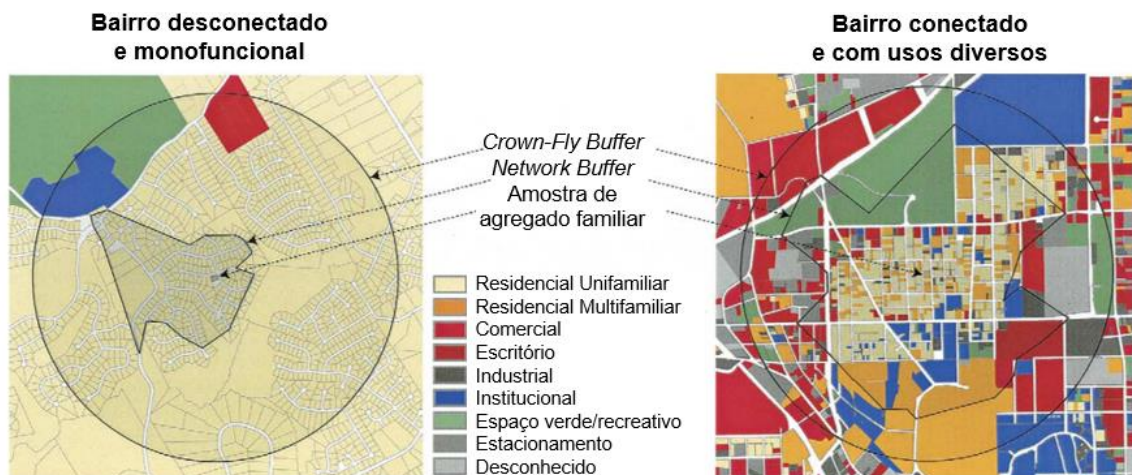 Bairro desconectado
e monofuncional
Bairro conectado
e com usos diversos
Crown-Fly Buffer
Network Buffer
Amostra de
agregado familiar
Residencial Unifamiliar
Residencial Multifamiliar
Comercial
Escritório
Industrial
Institucional
Espaço verde/recreativo
Estacionamento
Desconhecido